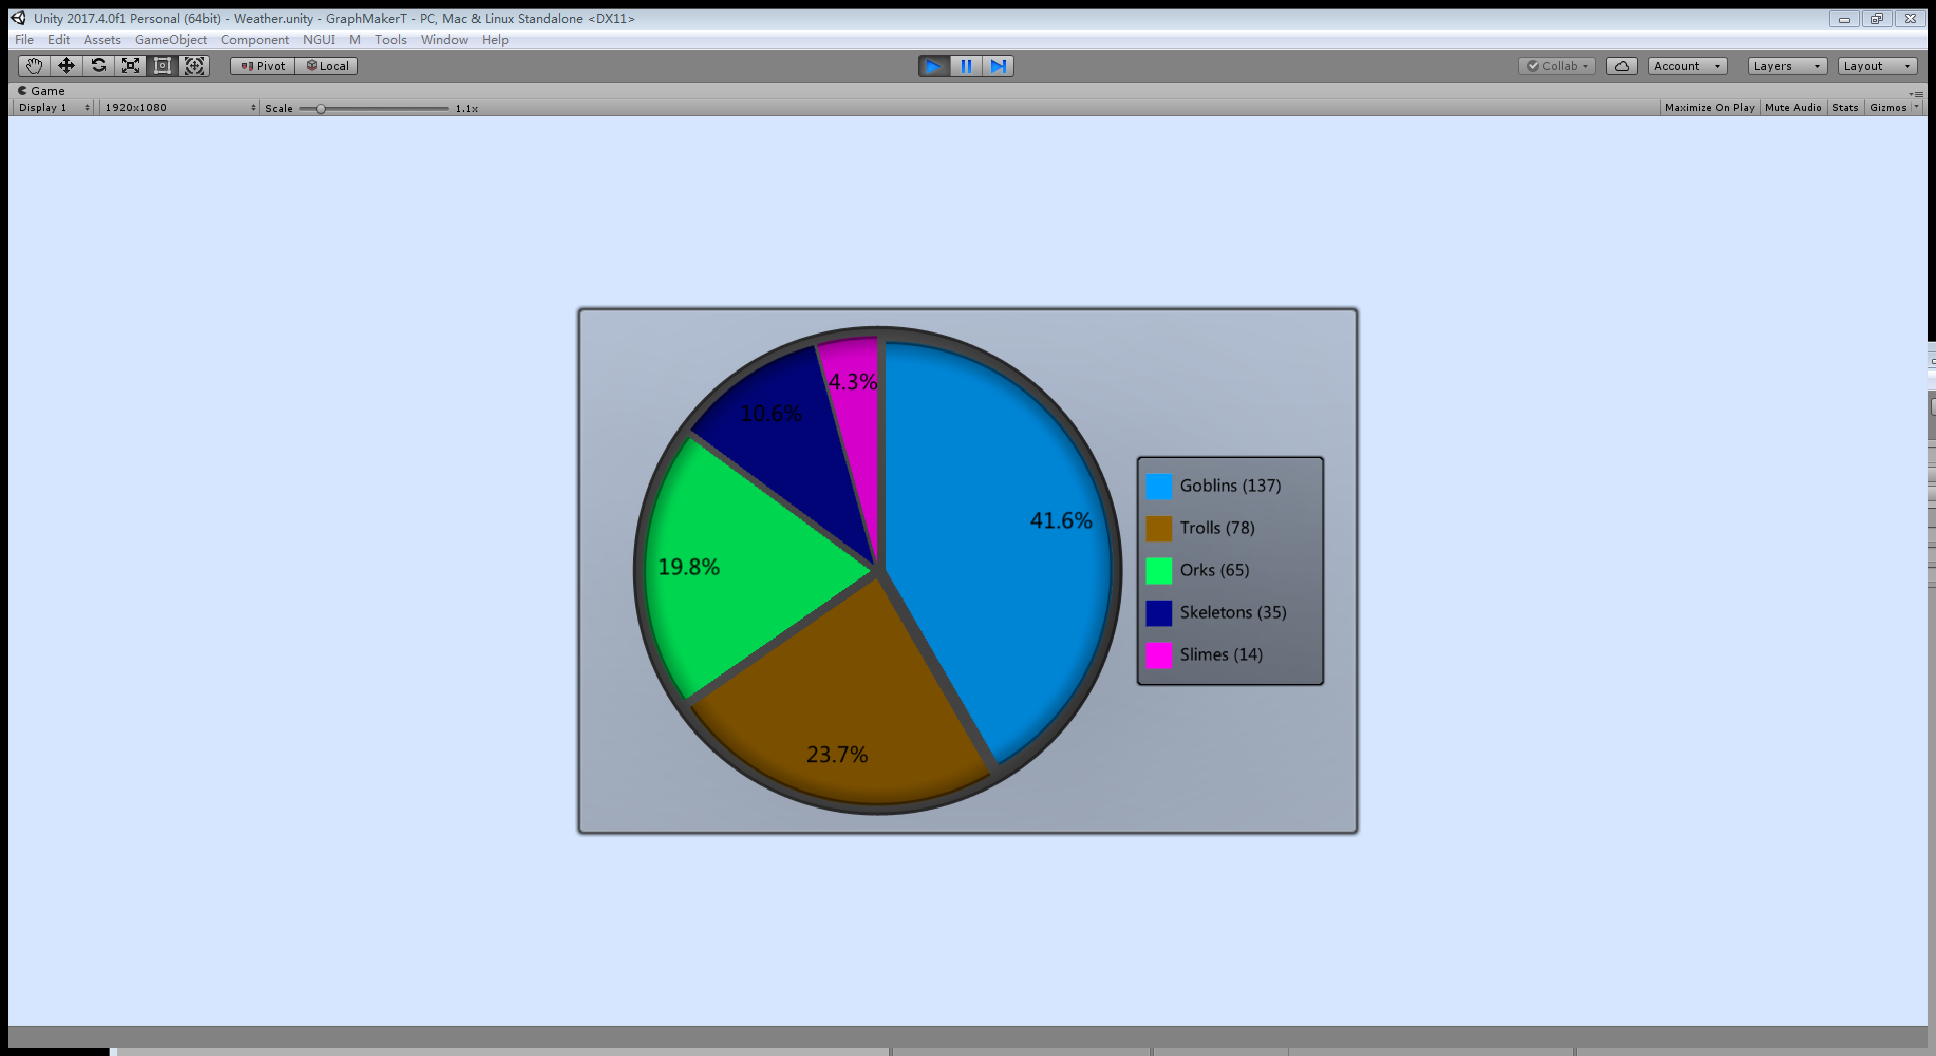 Unity 2017.4.0f1 Personal (64bit) - Weather.unity - GraphMakerT - PC, Mac & Linux Standalone <DX11>
File Edit Assets GameObject Component NGUI M Tools Window Help
Pivot Local Collab Account Layers Layout
Game
Display 1 1920x1080 Scale 1.1x Maximize On Play Mute Audio Stats Gizmos
4.3%
10.6%
41.6%
19.8%
23.7%
Goblins (137)
Trolls (78)
Orks (65)
Skeletons (35)
Slimes (14)